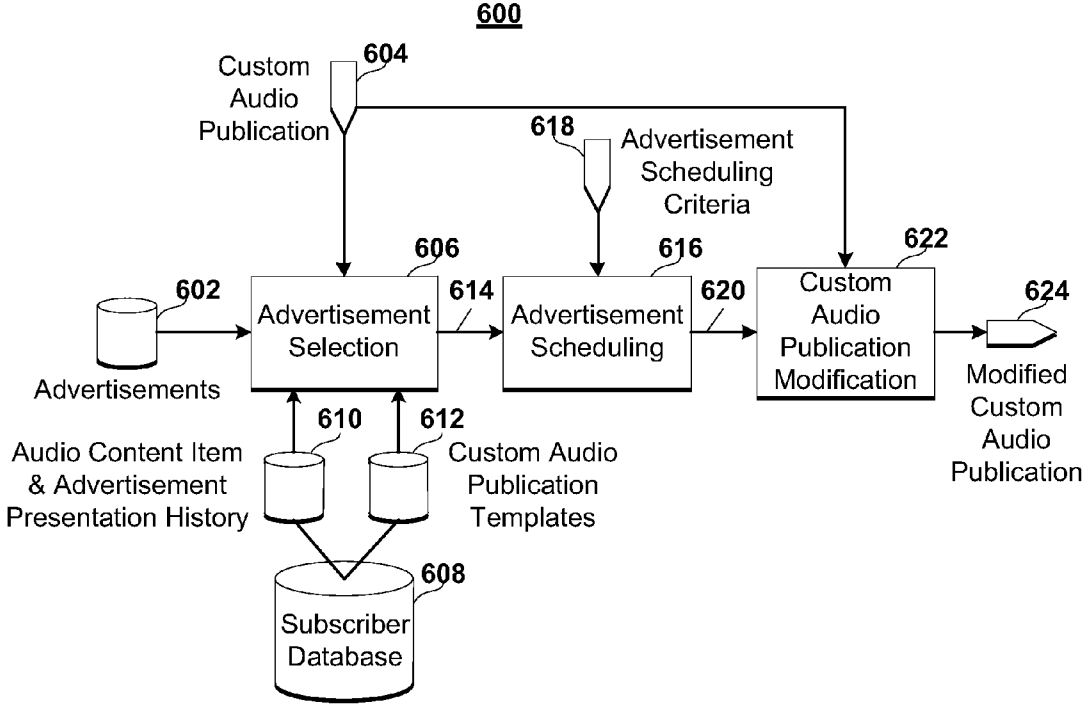 600
604
Custom
Audio
Publication
618
Advertisement
Scheduling
Criteria
602
606
614
616
620
622
624
Advertisement
Selection
Advertisement
Scheduling
Custom
Audio
Publication
Modification
Advertisements
Modified
Custom
Audio
Publication
610
612
Audio Content Item
& Advertisement
Presentation History
Custom Audio
Publication
Templates
608
Subscriber
Database